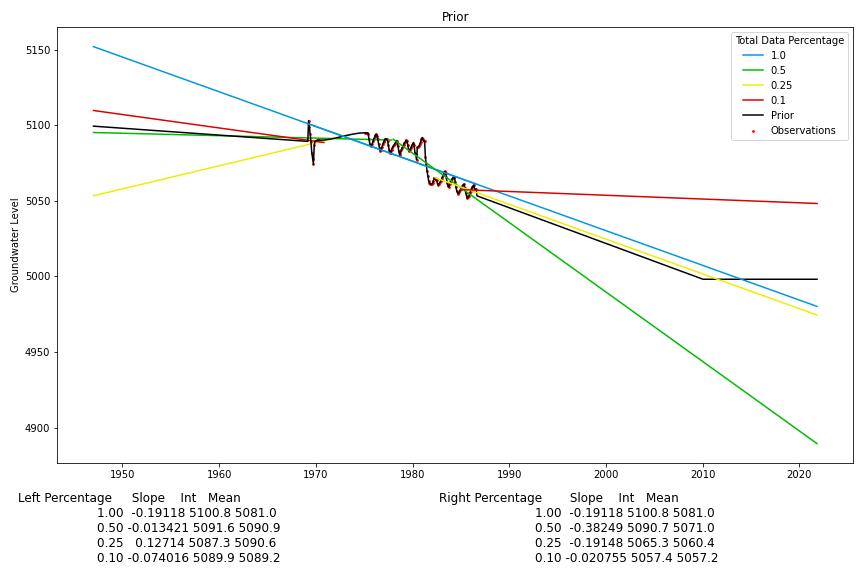 Prior
5150
5100
5050
5000
4950
4900
Groundwater Level
Total Data Percentage
1.0
0.5
0.25
0.1
Prior
Observations
1950 1960 1970 1980 1990 2000 2010 2020
Left Percentage Slope Int Mean
1.00 -0.19118 5100.8 5081.0
0.50 -0.013421 5091.6 5090.9
0.25 0.12714 5087.3 5090.6
0.10 -0.074016 5089.9 5089.2
Right Percentage Slope Int Mean
1.00 -0.19118 5100.8 5081.0
0.50 -0.38249 5090.7 5071.0
0.25 -0.19148 5065.3 5060.4
0.10 -0.020755 5057.4 5057.2